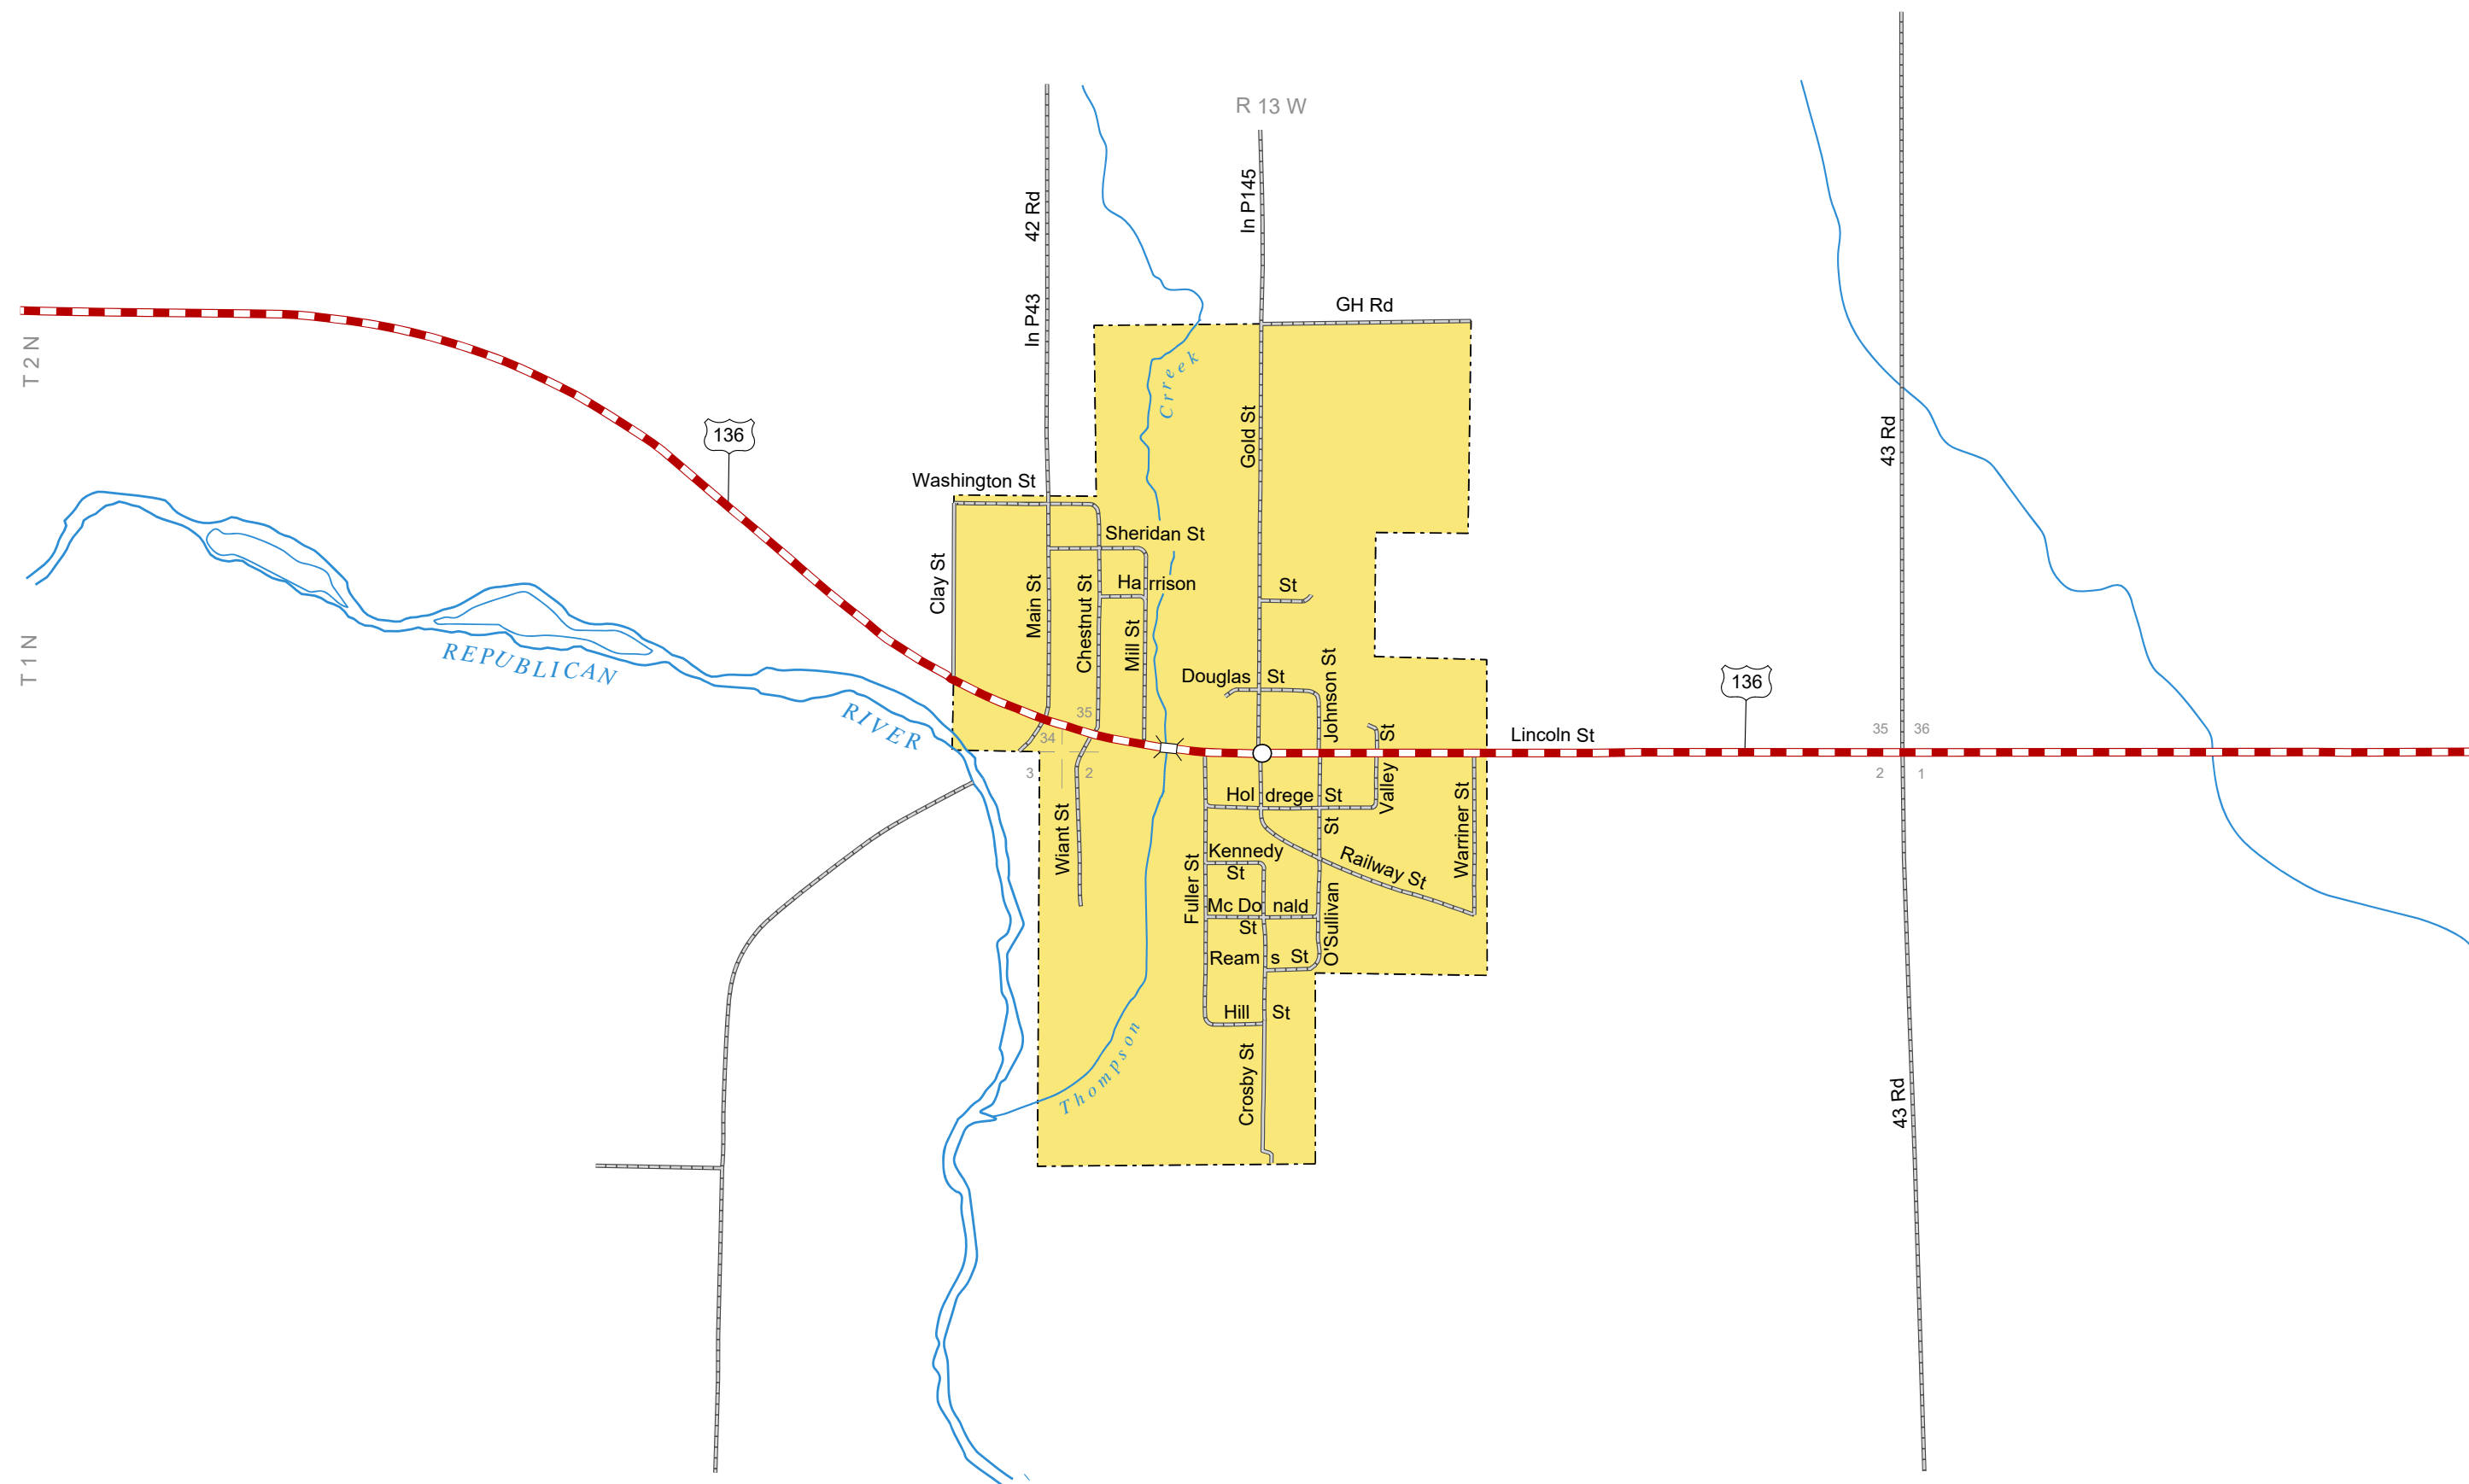 R 13 W
42 Rd
In P145
In P43
GH Rd
T 2 N
Crreek
136
Gold St
43 Rd
Washington St
Sheridan St
Clay St
Main St
Chestnut St
Harrison St
Mill St
T 1 N
REPUBLICAN
RIVER
Douglas St
Johnson St
136
35
34
3
2
Valley St
Lincoln St
35 36
2 1
Holdrege St
Wiant St
Fuller St
Kennedy
St
Railway St
Warriner St
Mc Donald
St
O'Sullivan St
Reams St
Hill St
Thompson
Crosby St
43 Rd